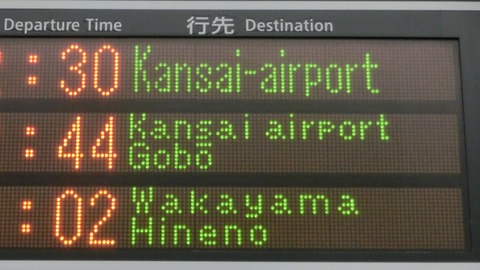 Departure Time 行先 Destination
:30 Kansai-airport
:44 Kansai airport
Gobō
:02 Wakayama
Hineno